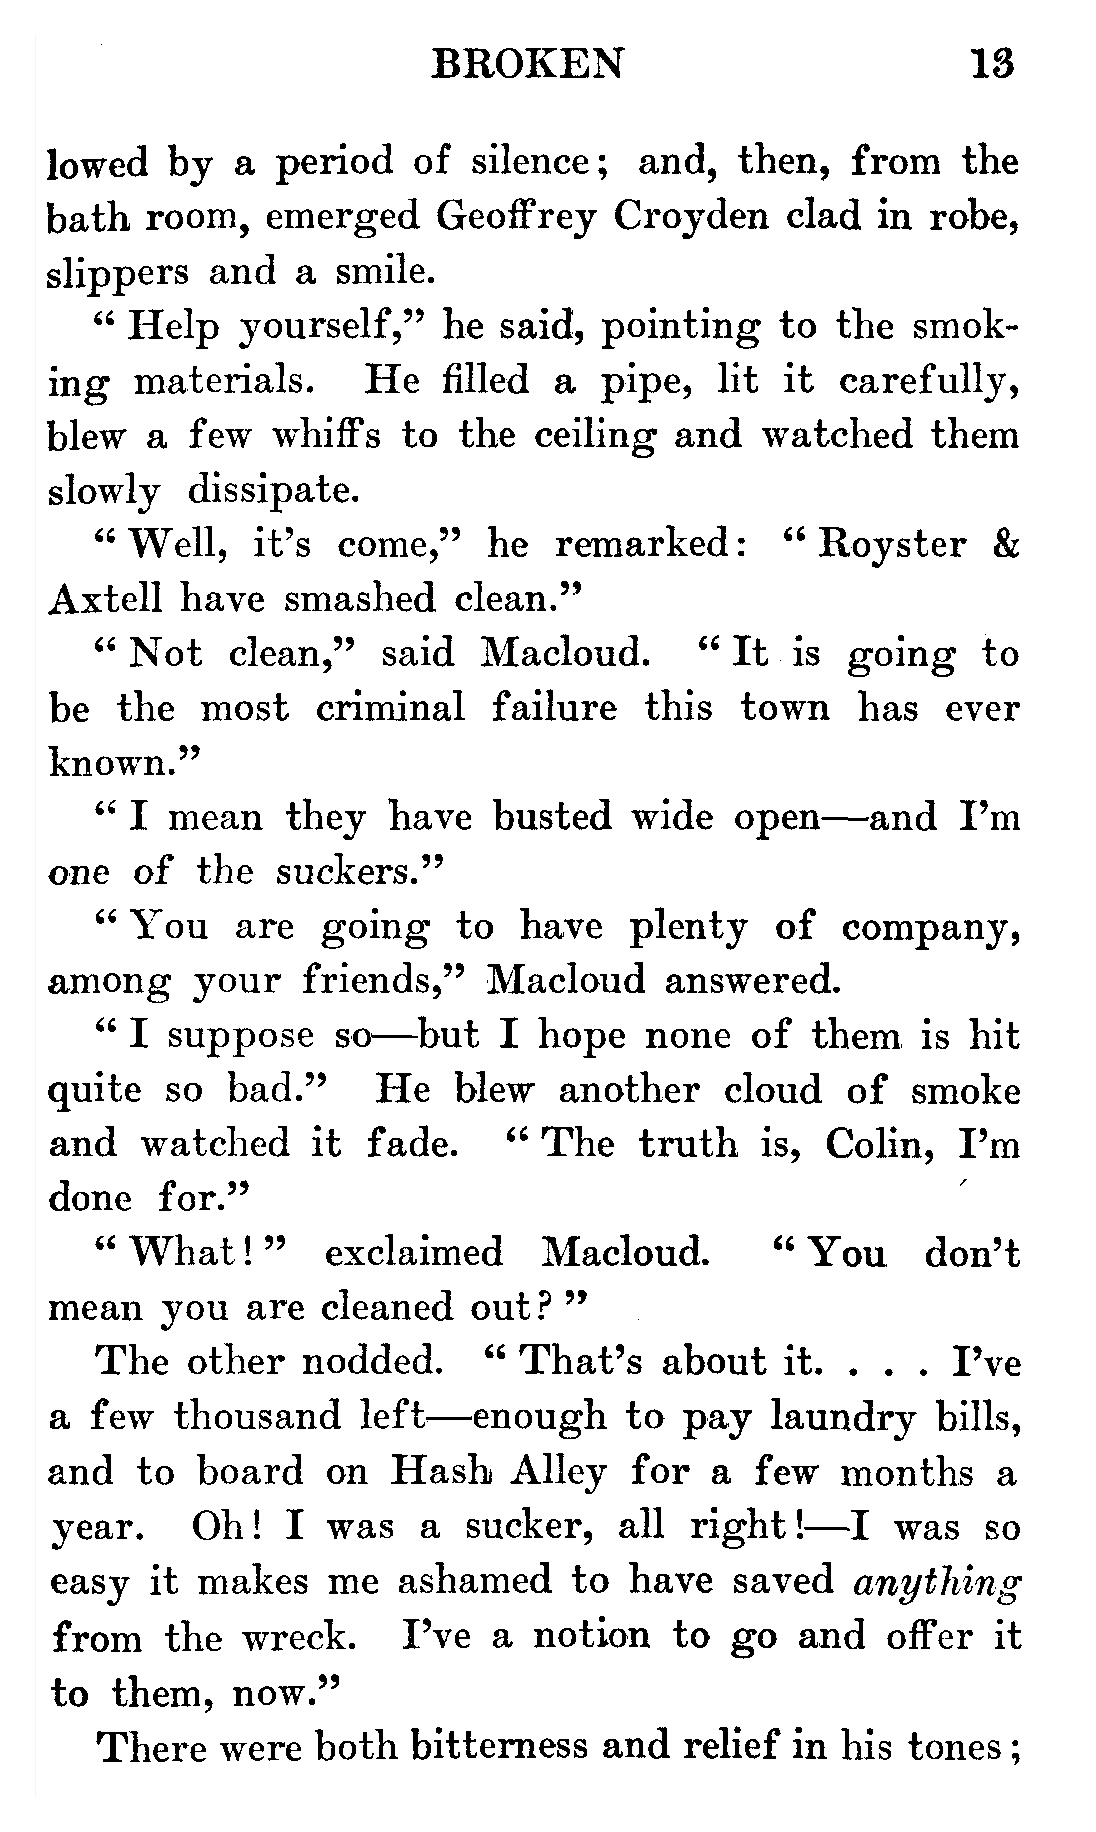 BROKEN 13
lowed by a period of silence; and, then, from the
bath room, emerged Geoffrey Croyden clad in robe,
slippers and a smile.
“ Help yourself,” he said, pointing to the smok-
ing materials. He filled a pipe, lit it carefully,
blew a few whiffs to the ceiling and watched them
slowly dissipate.
“ Well, it’s come,” he remarked: “ Royster &
Axtell have smashed clean.”
“ Not clean,” said Macloud. “ It is going to
be the most criminal failure this town has ever
known.”
“ I mean they have busted wide open—and I’m
one of the suckers.”
“ You are going to have plenty of company,
among your friends,” Macloud answered.
“ I suppose so—but I hope none of them is hit
quite so bad.” He blew another cloud of smoke
and watched it fade. “ The truth is, Colin, I’m
done for.”
“ What! ” exclaimed Macloud. “ You don’t
mean you are cleaned out? ”
The other nodded. “ That’s about it. . . . I’ve
a few thousand left—enough to pay laundry bills,
and to board on Hash Alley for a few months a
year. Oh! I was a sucker, all right!—I was so
easy it makes me ashamed to have saved anything
from the wreck. I’ve a notion to go and offer it
to them, now.”
There were both bitterness and relief in his tones;